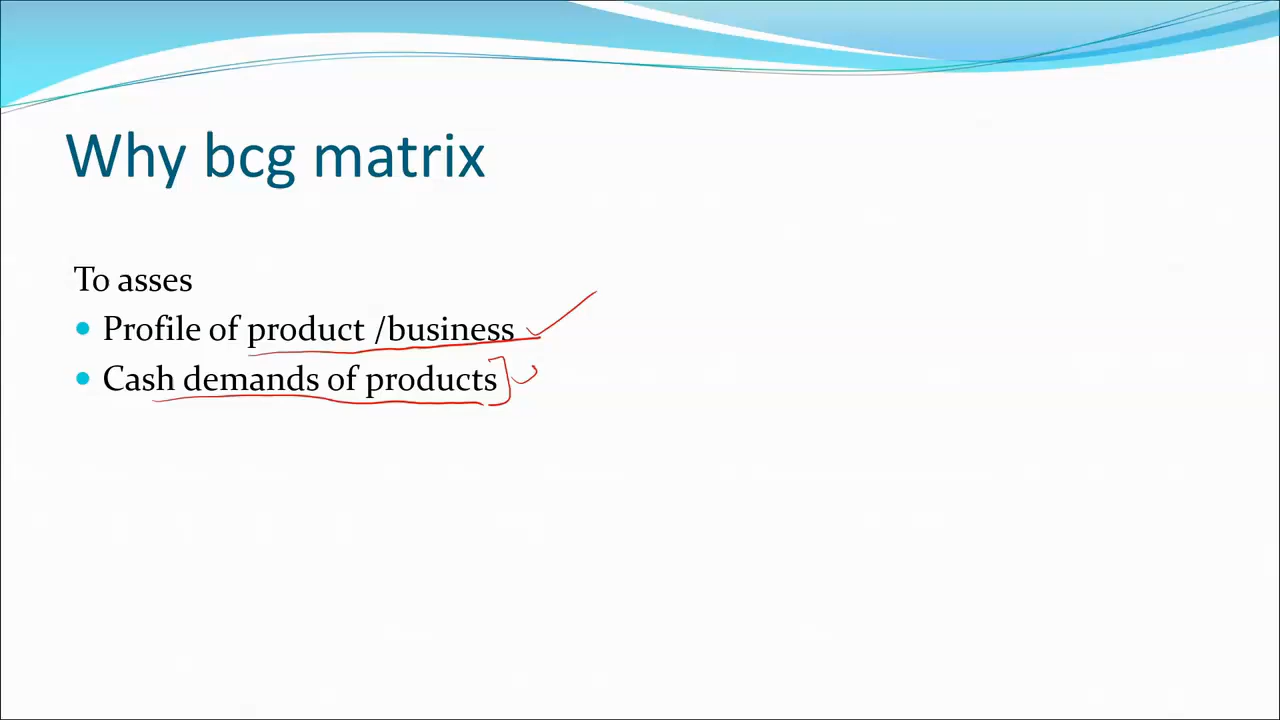 Why bcg matrix
To asses
• Profile of product /business
• Cash demands of products